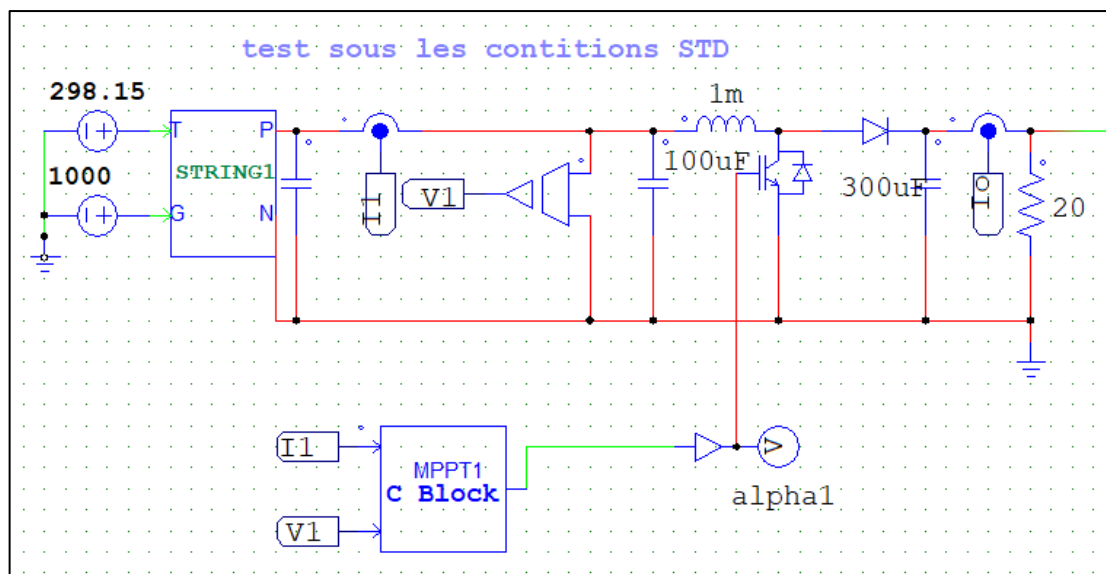 test sous les contitions STD
298.15
1m
T
P
STRING1
100uF
300uF
1000
G
N
I1
V1
Io
20
I1
MPPT1
C Block
V1
V
alpha1